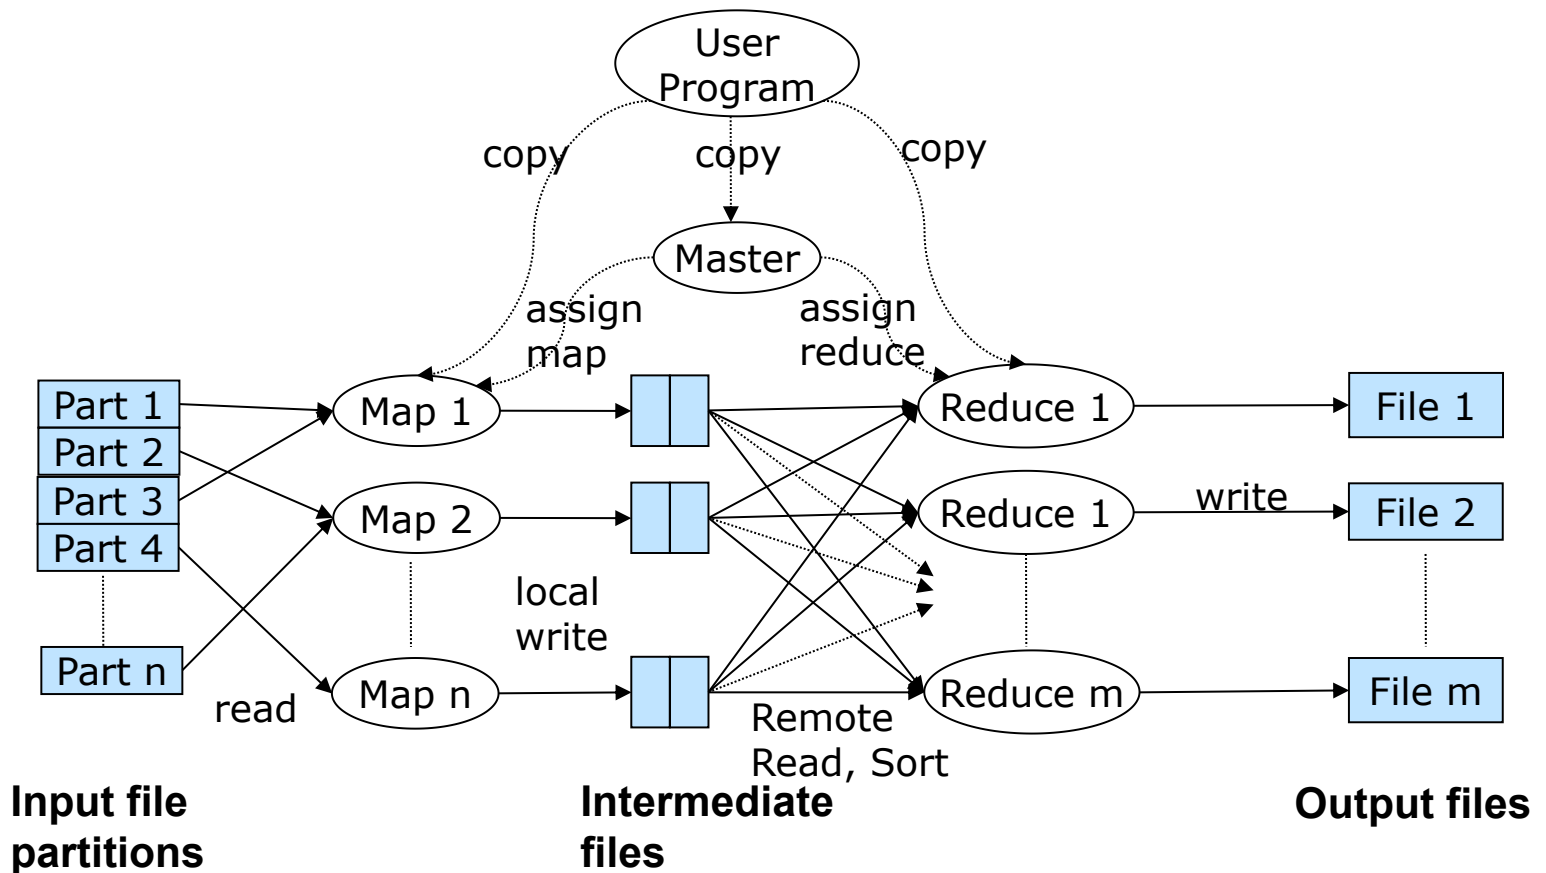 User
Program
copy
copy
copy
Master
assign
map
assign
reduce
Part 1
Part 2
Part 3
Part 4
Part n
read
Map 1
Map 2
Map n
local
write
Reduce 1
Reduce 1
Reduce m
Remote
Read, Sort
write
File 1
File 2
File m
Input file
partitions
Intermediate
files
Output files